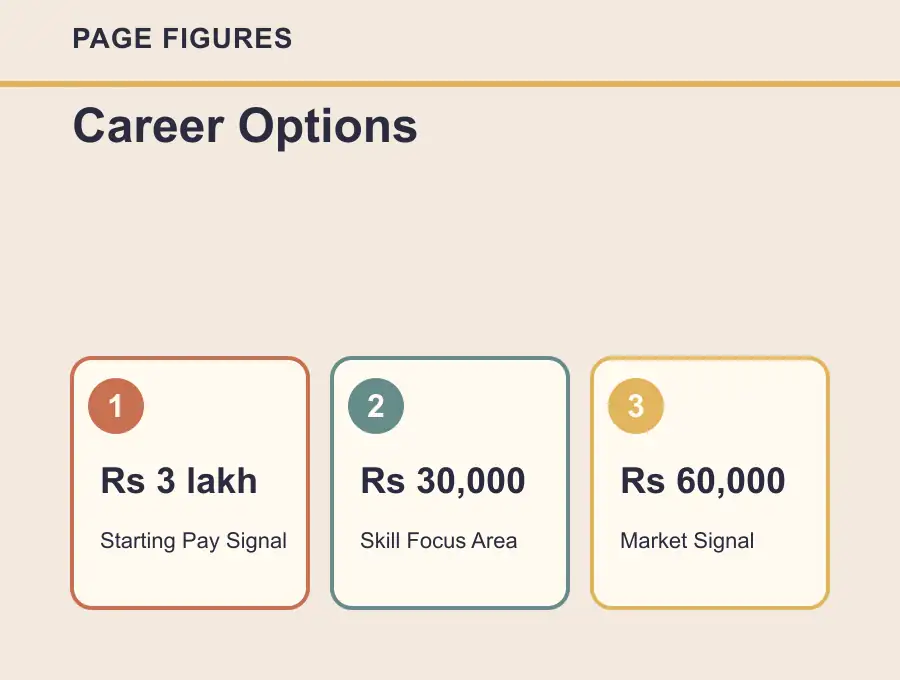 PAGE FIGURES
Career Options
1
Rs 3 lakh
Starting Pay Signal
2
Rs 30,000
Skill Focus Area
3
Rs 60,000
Market Signal